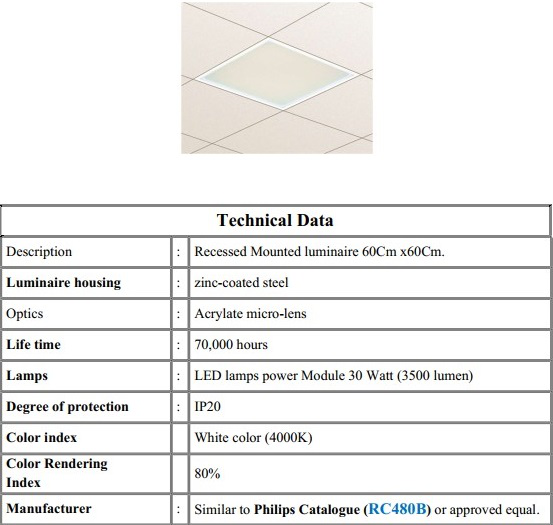 Technical Data
Description : Recessed Mounted luminaire 60Cm x60Cm.
Luminaire housing : zinc-coated steel
Optics : Acrylate micro-lens
Life time : 70,000 hours
Lamps : LED lamps power Module 30 Watt (3500 lumen)
Degree of protection : IP20
Color index : White color (4000K)
Color Rendering
Index : 80%
Manufacturer : Similar to Philips Catalogue (RC480B) or approved equal.